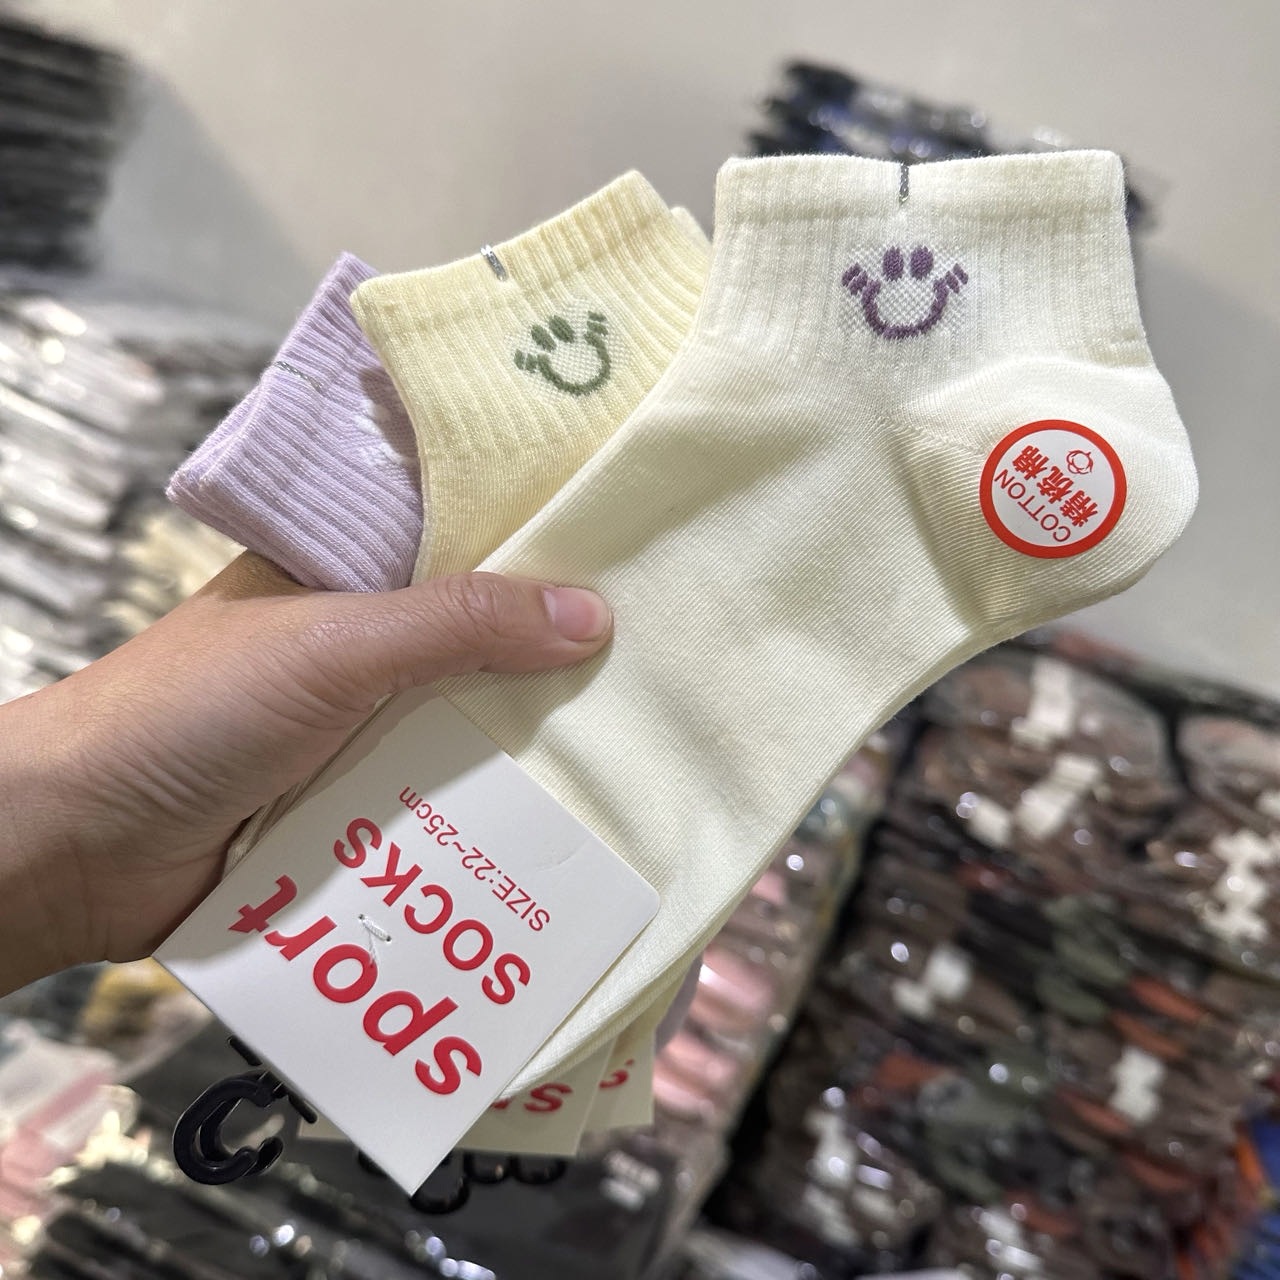 sport
SOCKS
SIZE:22~25cm
COTTON
精梳棉